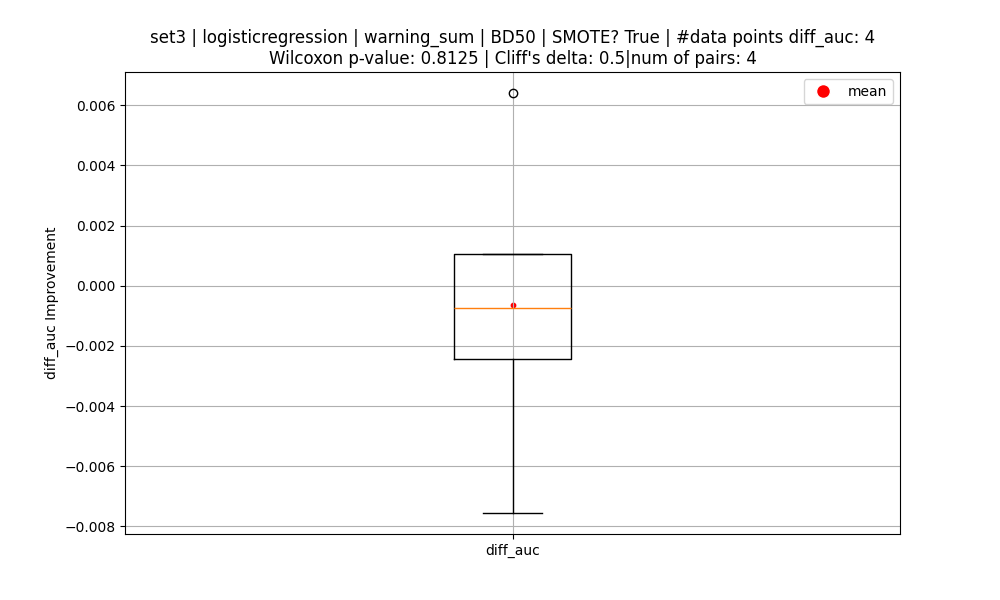 set3 | logisticregression | warning_sum | BD50 | SMOTE? True | #data points diff_auc: 4
Wilcoxon p-value: 0.8125 | Cliff's delta: 0.5|num of pairs: 4
mean
0.006
0.004
0.002
0.000
−0.002
−0.004
−0.006
−0.008
diff_auc Improvement
diff_auc